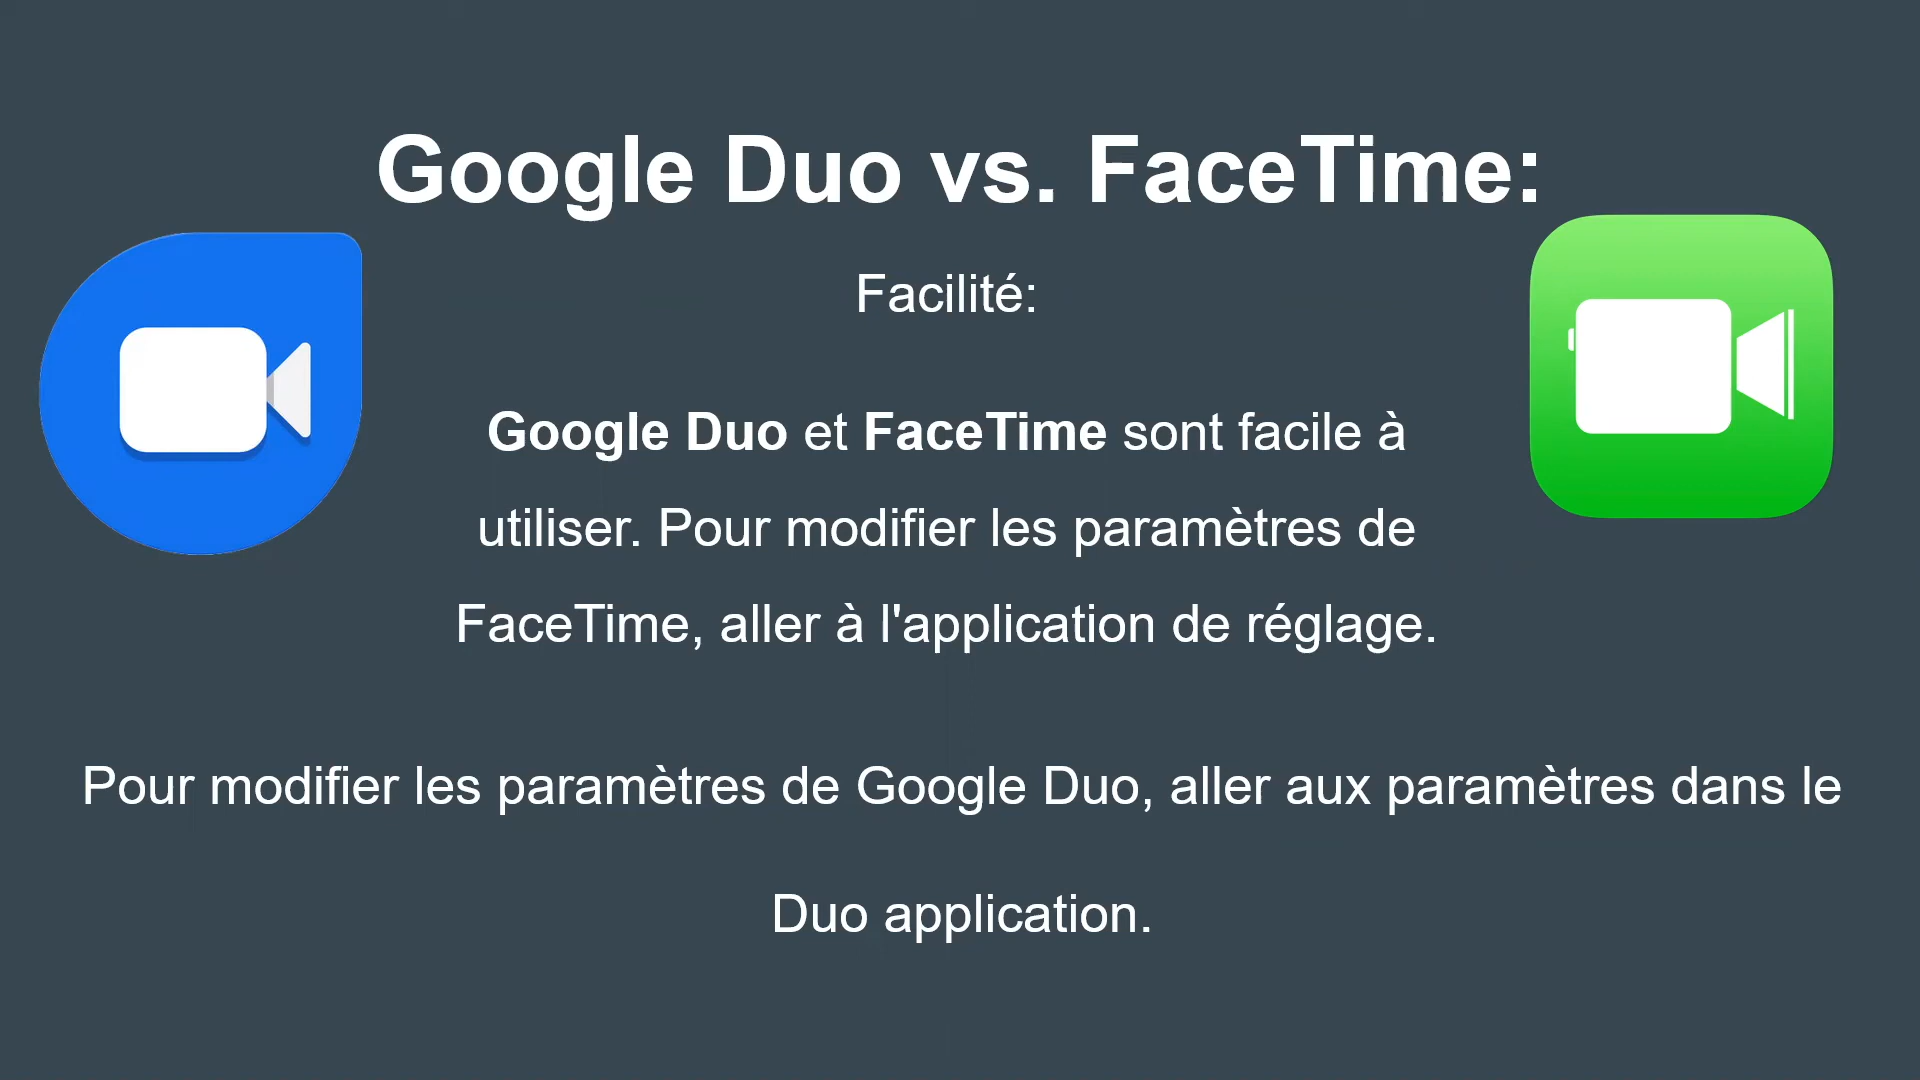 Google Duo vs. FaceTime:
Facilité:
Google Duo et FaceTime sont facile à
utiliser. Pour modifier les paramètres de
FaceTime, aller à l'application de réglage.
Pour modifier les paramètres de Google Duo, aller aux paramètres dans le
Duo application.